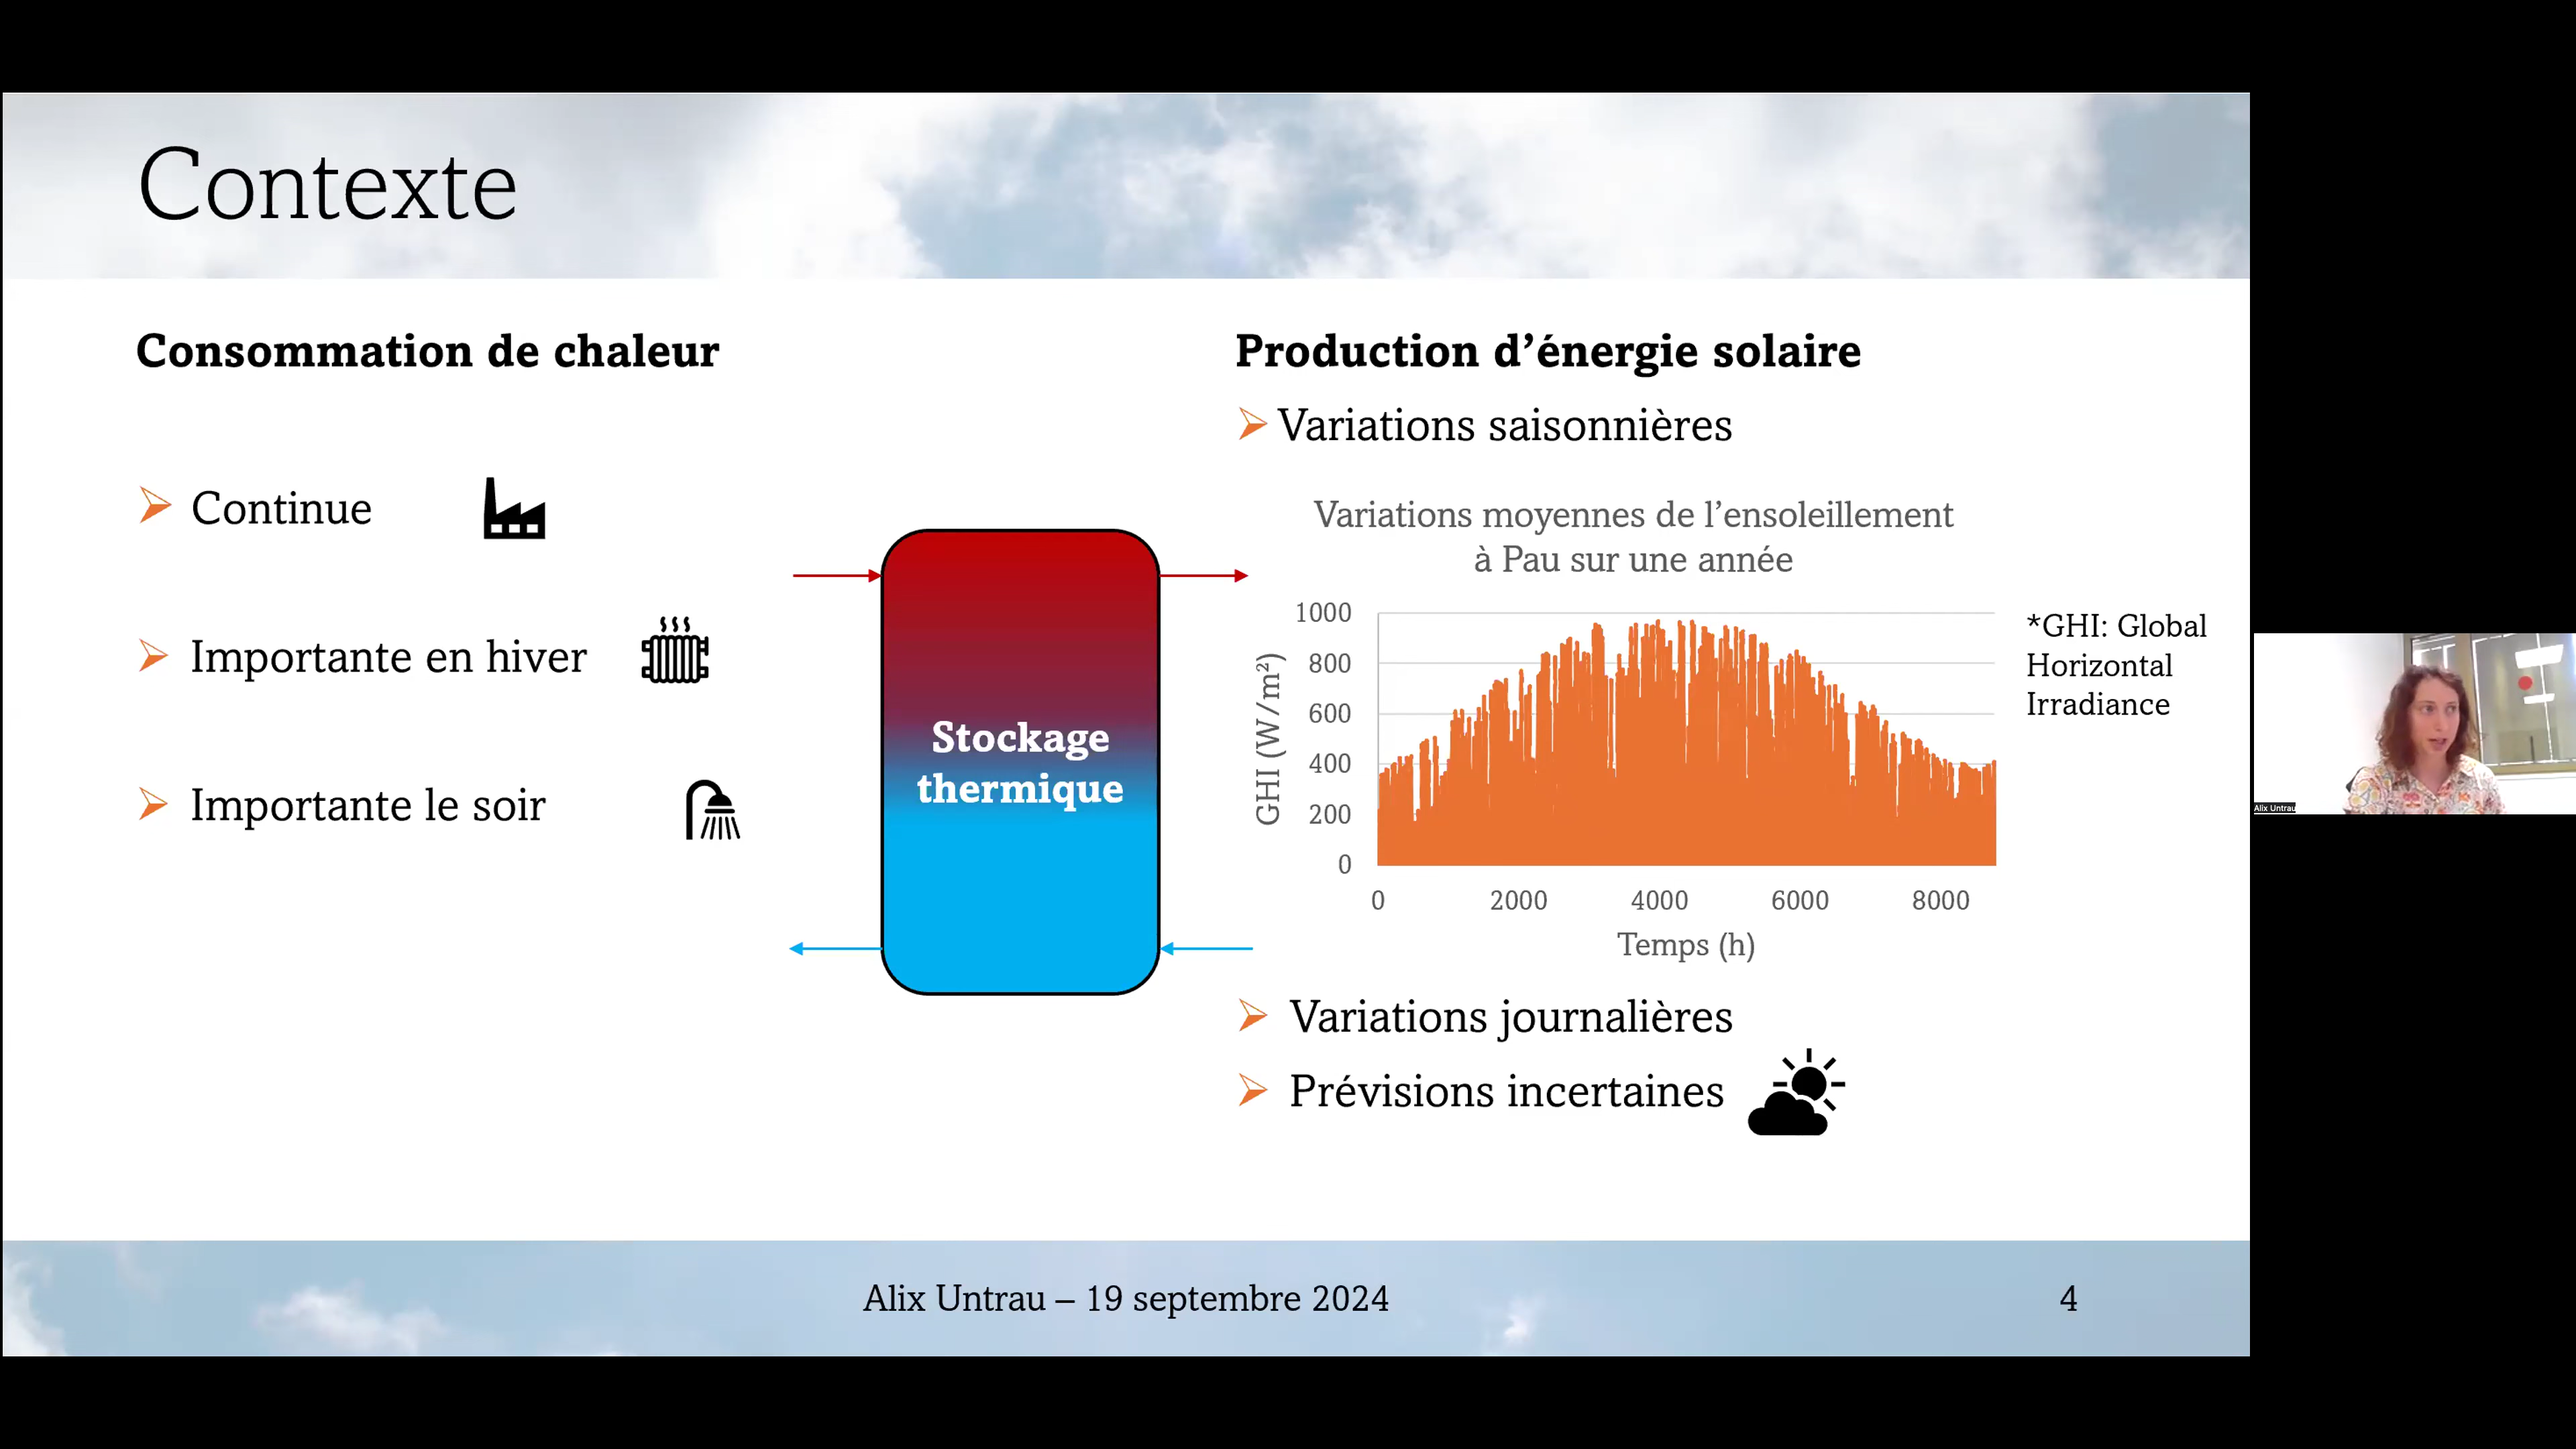 Contexte
Consommation de chaleur
Continue
Importante en hiver
Importante le soir
Stockage
thermique
Production d’énergie solaire
Variations saisonnières
Variations moyennes de l’ensoleillement
à Pau sur une année
GHI (W/m²)
1000
800
600
400
200
0
0 2000 4000 6000 8000
Temps (h)
*GHI: Global
Horizontal
Irradiance
Variations journalières
Prévisions incertaines
Alix Untrau – 19 septembre 2024
4
Alix Untrau